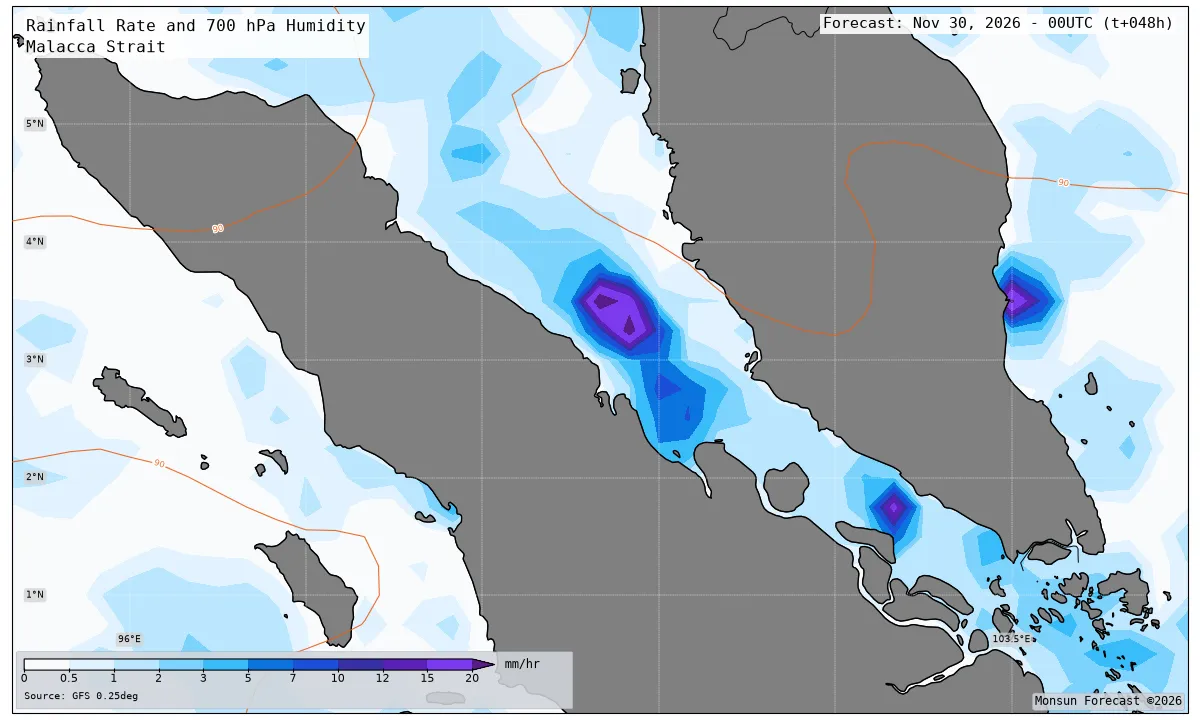 Rainfall Rate and 700 hPa Humidity
Malacca Strait
Forecast: Nov 30, 2026 - 00UTC (t+048h)
5°N
90
4°N
90
3°N
90
2°N
1°N
96°E
103.5°E
0 0.5 1 2 3 5 7 10 12 15 20 mm/hr
Source: GFS 0.25deg
Monsun Forecast ©2026